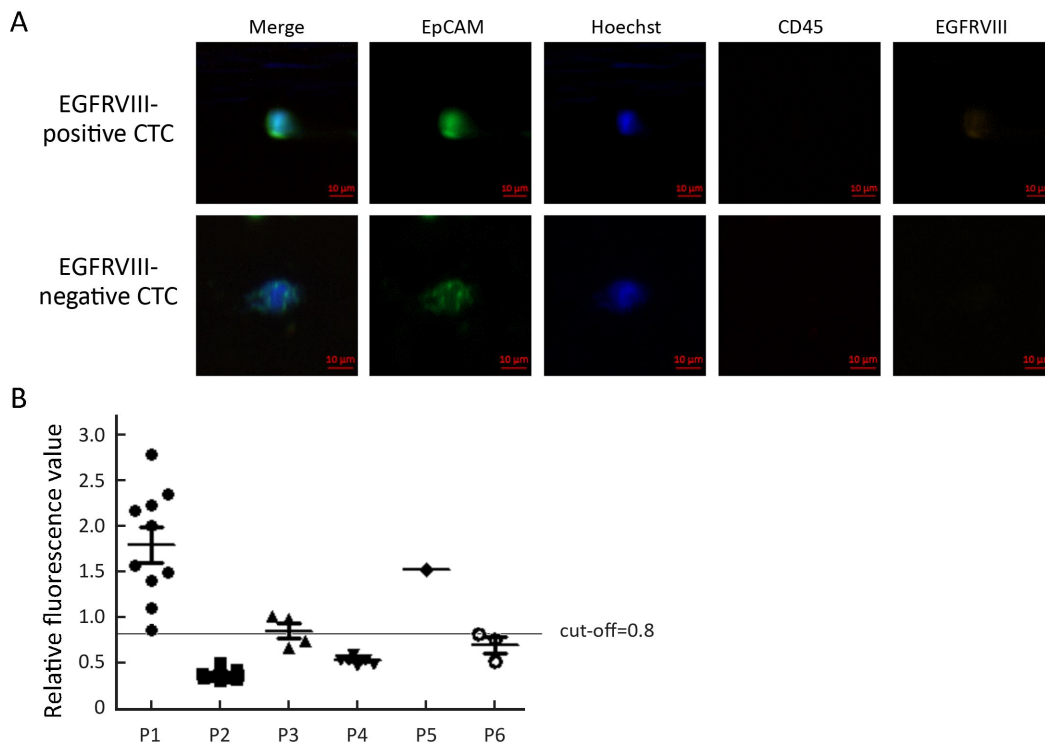 A
Merge EpCAM Hoechst CD45 EGFRVIII
EGFRVIII-
positive CTC
10 µm 10 µm 10 µm 10 µm 10 µm
EGFRVIII-
negative CTC
10 µm 10 µm 10 µm 10 µm 10 µm
B
Relative fluorescence value
3.0
2.5
2.0
1.5
1.0
0.5
0
cut-off=0.8
P1 P2 P3 P4 P5 P6